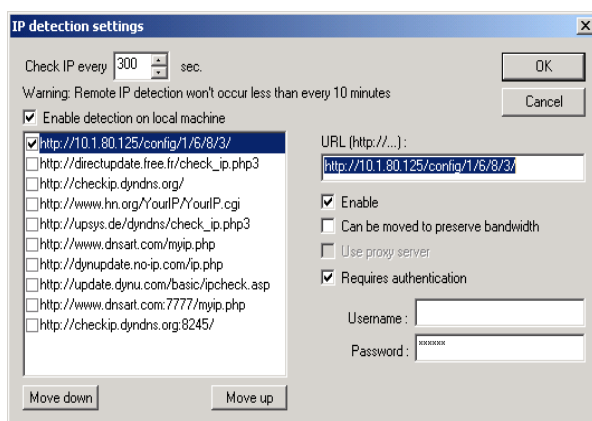 IP detection settings
Check IP every 300 sec.
OK
Warning: Remote IP detection won't occur less than every 10 minutes
Cancel
Enable detection on local machine
http://10.1.80.125/config/1/6/8/3/
http://directupdate.free.fr/check_ip.php3
http://checkip.dyndns.org/
http://www.hn.org/YourIP/YourIP.cgi
http://upsys.de/dyndns/check_ip.php3
http://www.dnsart.com/myip.php
http://dynupdate.no-ip.com/ip.php
http://update.dynu.com/basic/ipcheck.asp
http://www.dnsart.com:7777/myip.php
http://checkip.dyndns.org:8245/
Move down
Move up
URL (http://...) :
http://10.1.80.125/config/1/6/8/3/
Enable
Can be moved to preserve bandwidth
Use proxy server
Requires authentication
Username :
Password : xxxxxx